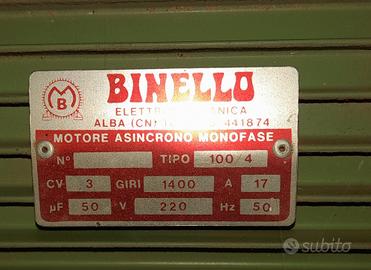 MB
BINELLO
ELETTROMECCANICA
ALBA (CN) 441874
MOTORE ASINCRONO MONOFASE
N° TIPO 100 4
CV 3 GIRI 1400 A 17
µF 50 V 220 Hz 50
subito